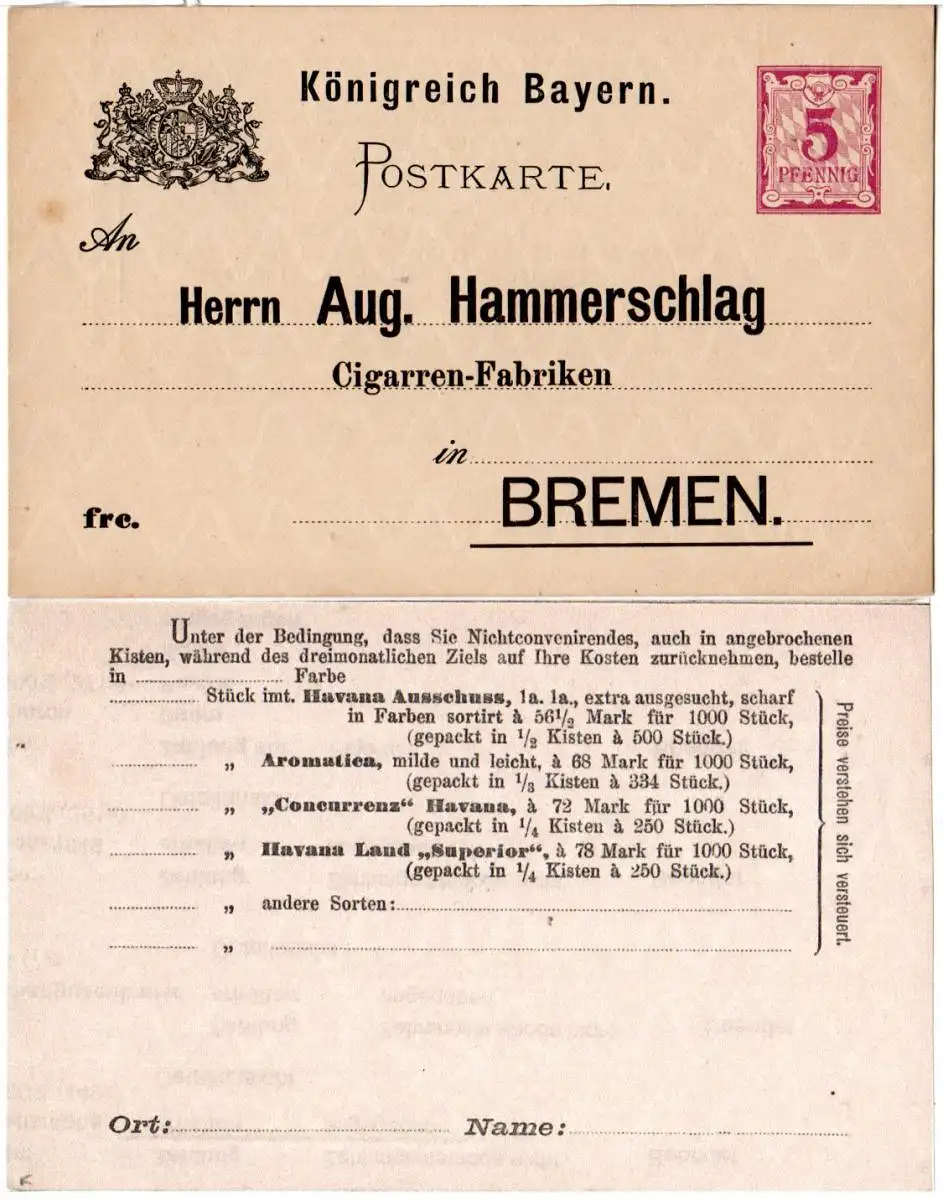 Königreich Bayern.
POSTKARTE.
5
PFENNIG
An
Herrn Aug. Hammerschlag
Cigarren-Fabriken
in
BREMEN.
frc.
Unter der Bedingung, dass Sie Nichtconvenirendes, auch in angebrochenen
Kisten, während des dreimonatlichen Ziels auf Ihre Kosten zurücknehmen, bestelle
in ........................ Farbe
............... Stück imt. Havana Ausschuss, 1a. 1a., extra ausgesucht, scharf
in Farben sortirt à 56 1/2 Mark für 1000 Stück,
(gepackt in 1/2 Kisten à 500 Stück.)
............... „ Aromatica, milde und leicht, à 68 Mark für 1000 Stück,
(gepackt in 1/3 Kisten à 334 Stück.)
............... „ „Concurrenz“ Havana, à 72 Mark für 1000 Stück,
(gepackt in 1/4 Kisten à 250 Stück.)
............... „ Havana Land „Superior“, à 78 Mark für 1000 Stück,
(gepackt in 1/4 Kisten à 250 Stück.)
............... „ andere Sorten:
............... „
Preise verstehen sich versteuert.
Ort: Name: